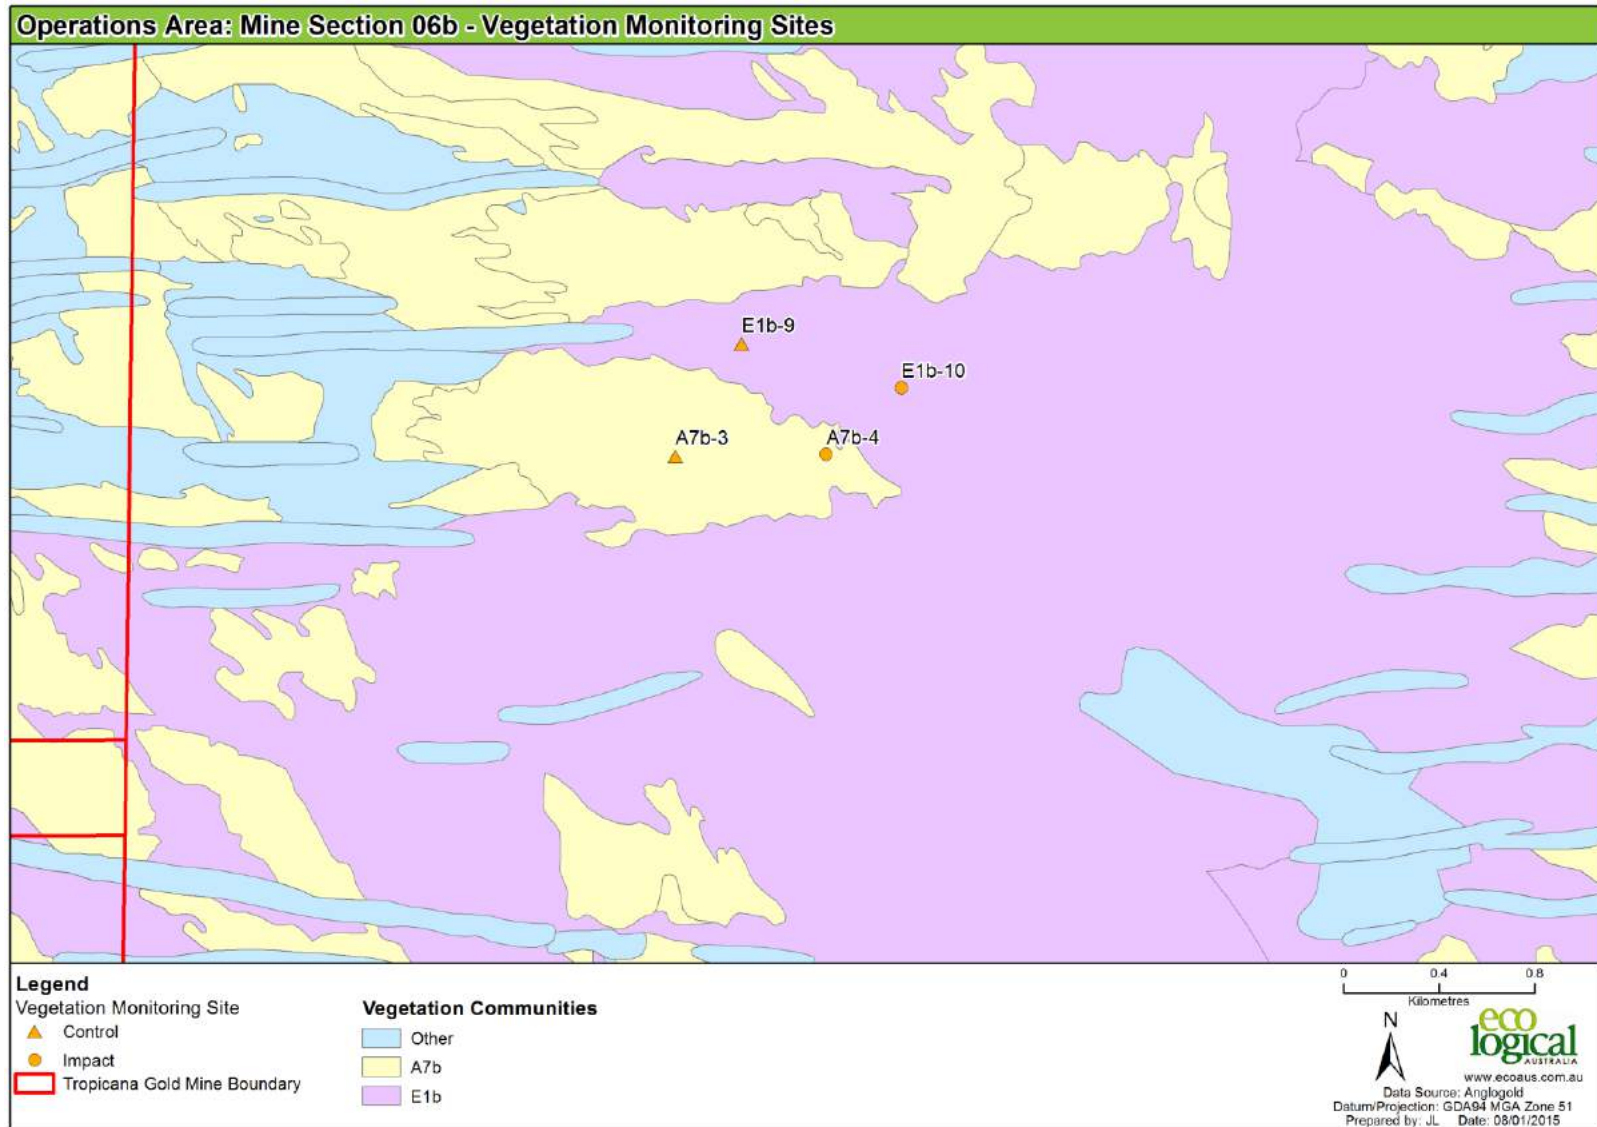 Operations Area: Mine Section 06b - Vegetation Monitoring Sites
E1b-9
E1b-10
A7b-3
A7b-4
Legend
Vegetation Monitoring Site
Control
Impact
Tropicana Gold Mine Boundary
Vegetation Communities
Other
A7b
E1b
0 0.4 0.8
Kilometres
N
eco
logical
AUSTRALIA
www.ecoaus.com.au
Data Source: Anglogold
Datum/Projection: GDA94 MGA Zone 51
Prepared by: JL Date: 08/01/2015